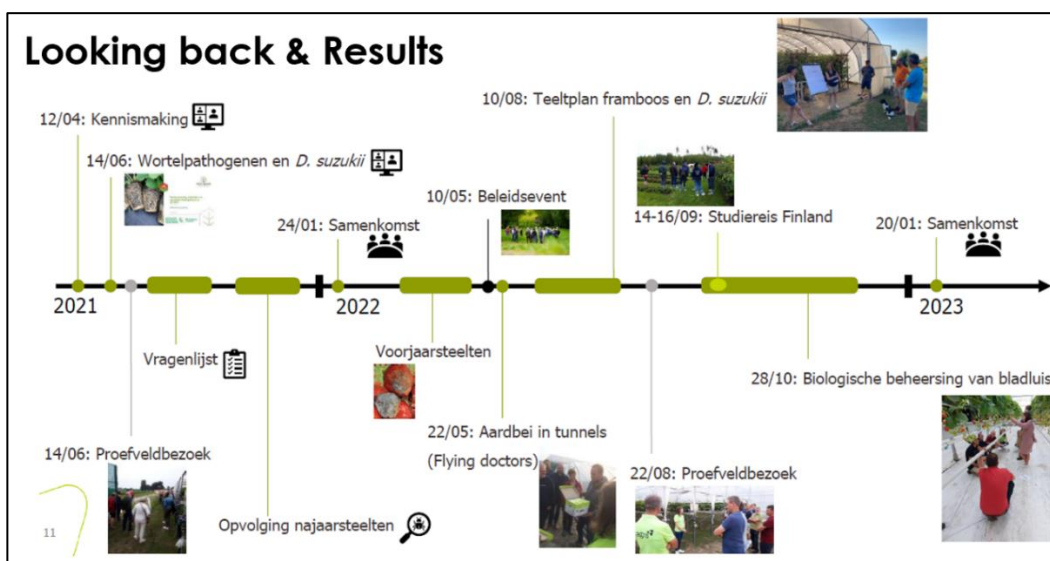 Looking back & Results
10/08: Teeltplan framboos en D. suzukii
12/04: Kennismaking
14/06: Wortelpathogenen en D. suzukii
10/05: Beleidsevent
24/01: Samenkomst
14-16/09: Studiereis Finland
20/01: Samenkomst
2021
2022
2023
Vragenlijst
Voorjaarsteelten
28/10: Biologische beheersing van bladluis
14/06: Proefveldbezoek
22/05: Aardbei in tunnels
(Flying doctors)
22/08: Proefveldbezoek
Opvolging najaarsteelten
11